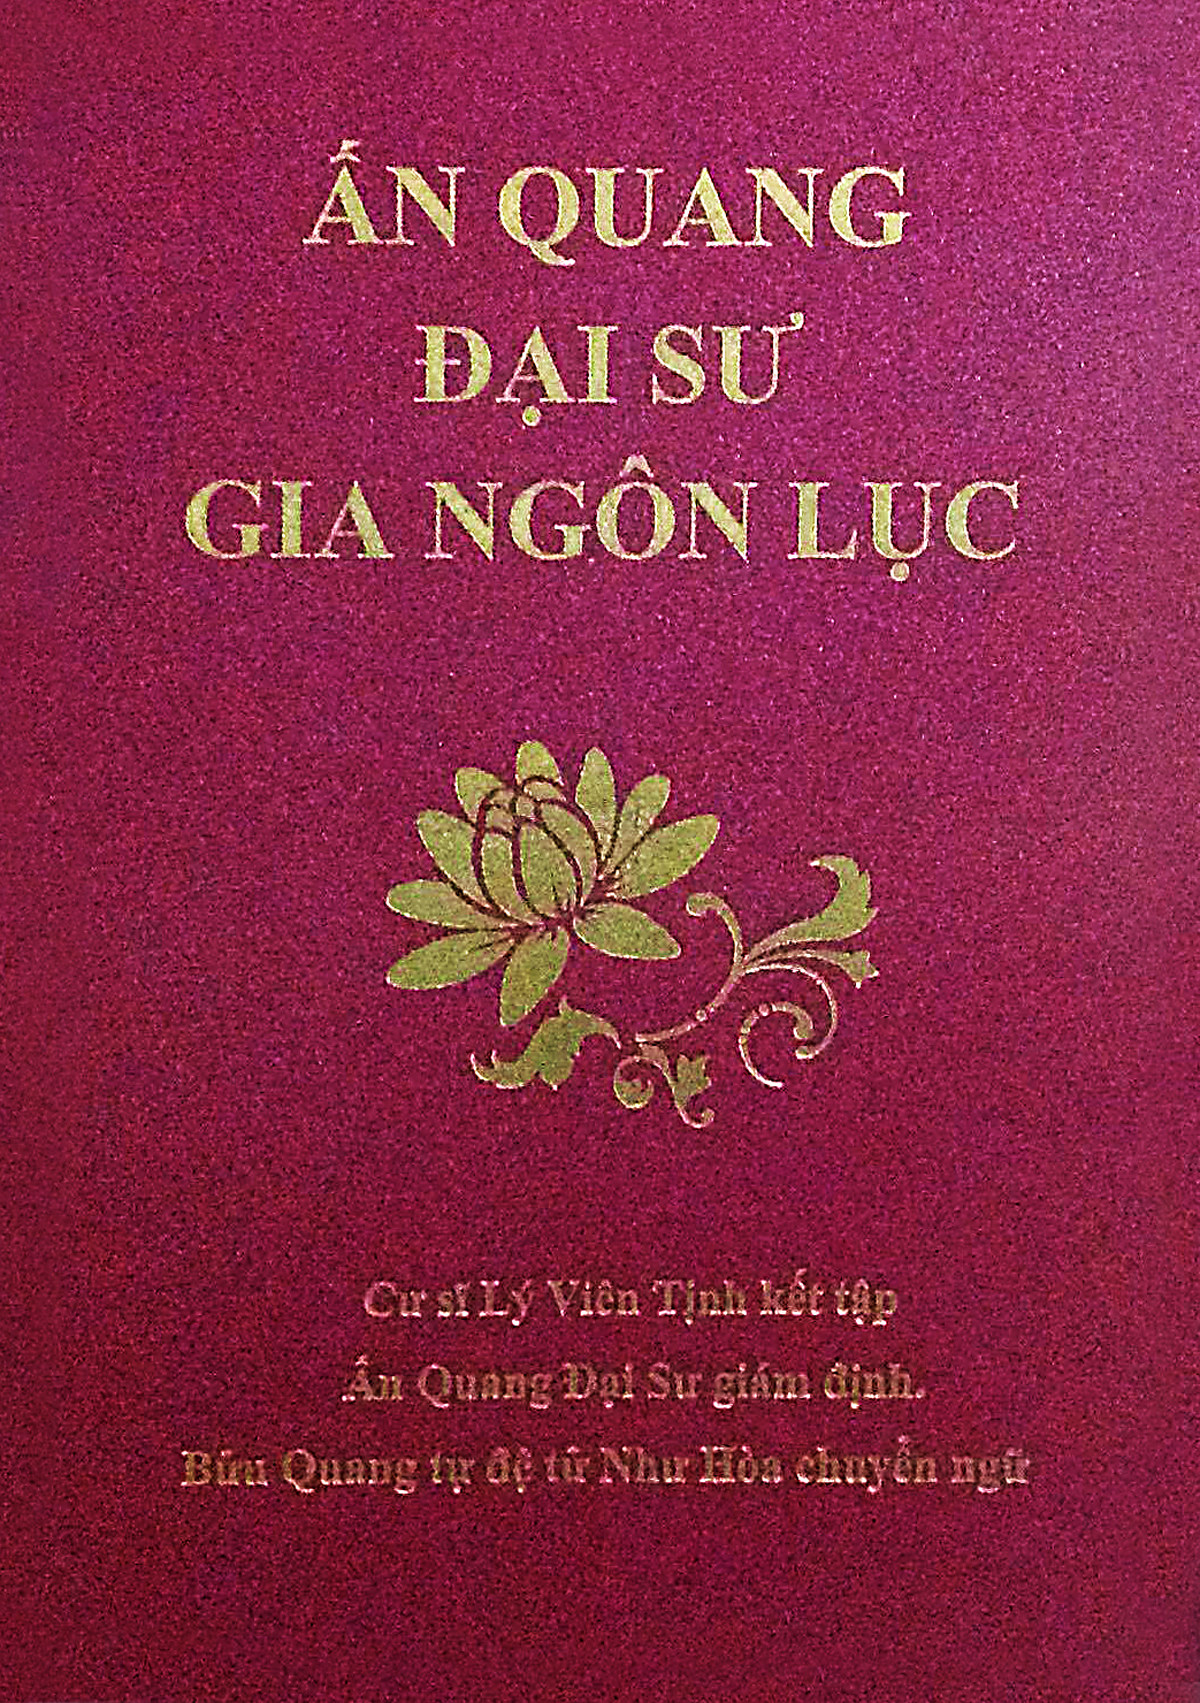 ẤN QUANG
ĐẠI SƯ
GIA NGÔN LỤC
Cư sĩ Lý Viên Tịnh kết tập
Ấn Quang Đại Sư giám định.
Bửu Quang tự đệ tử Như Hòa chuyển ngữ